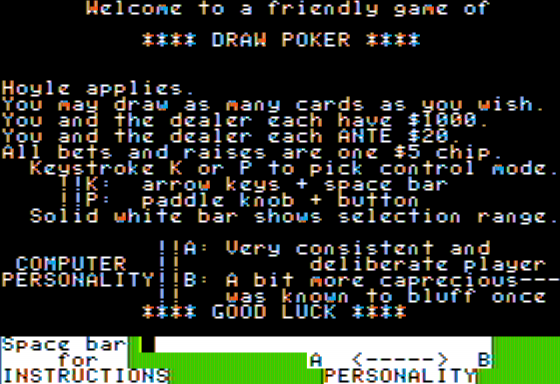 Welcome to a friendly game of
**** DRAW POKER ****
Hoyle applies.
You may draw as many cards as you wish.
You and the dealer each have $1000.
You and the dealer each ANTE $20.
All bets and raises are one $5 chip.
Keystroke K or P to pick control mode.
!!K: arrow keys + space bar
!!P: paddle knob + button
Solid white bar shows selection range.
!!A: Very consistent and
COMPUTER !! deliberate player
PERSONALITY!!B: A bit more caprecious---
!! was known to bluff once
**** GOOD LUCK ****
Space bar
for A <-----> B
INSTRUCTIONS PERSONALITY